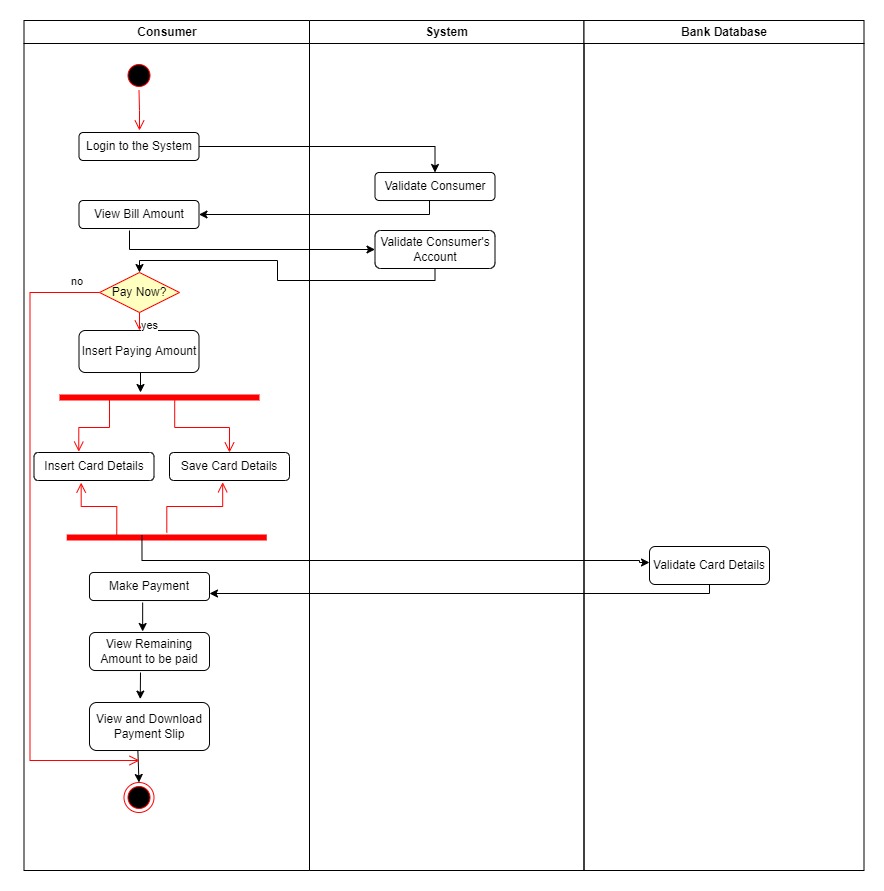 Consumer
System
Bank Database
Login to the System
Validate Consumer
View Bill Amount
Validate Consumer's
Account
no
Pay Now?
yes
Insert Paying Amount
Insert Card Details
Save Card Details
Validate Card Details
Make Payment
View Remaining
Amount to be paid
View and Download
Payment Slip